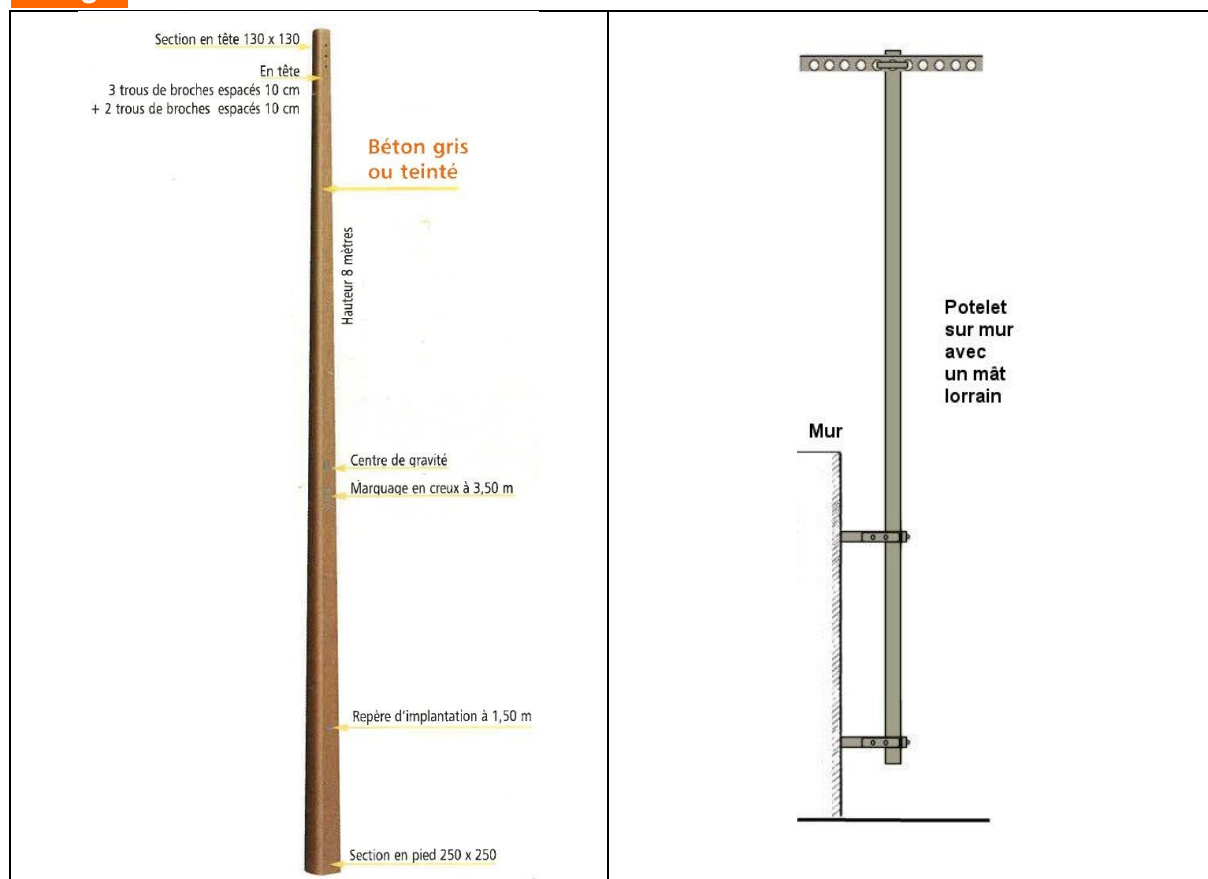 Section en tête 130 x 130
En tête
3 trous de broches espacés 10 cm
+ 2 trous de broches espacés 10 cm
Béton gris
ou teinté
Hauteur 8 mètres
Centre de gravité
Marquage en creux à 3,50 m
Repère d'implantation à 1,50 m
Section en pied 250 x 250
Potelet
sur mur
avec
un mât
lorrain
Mur